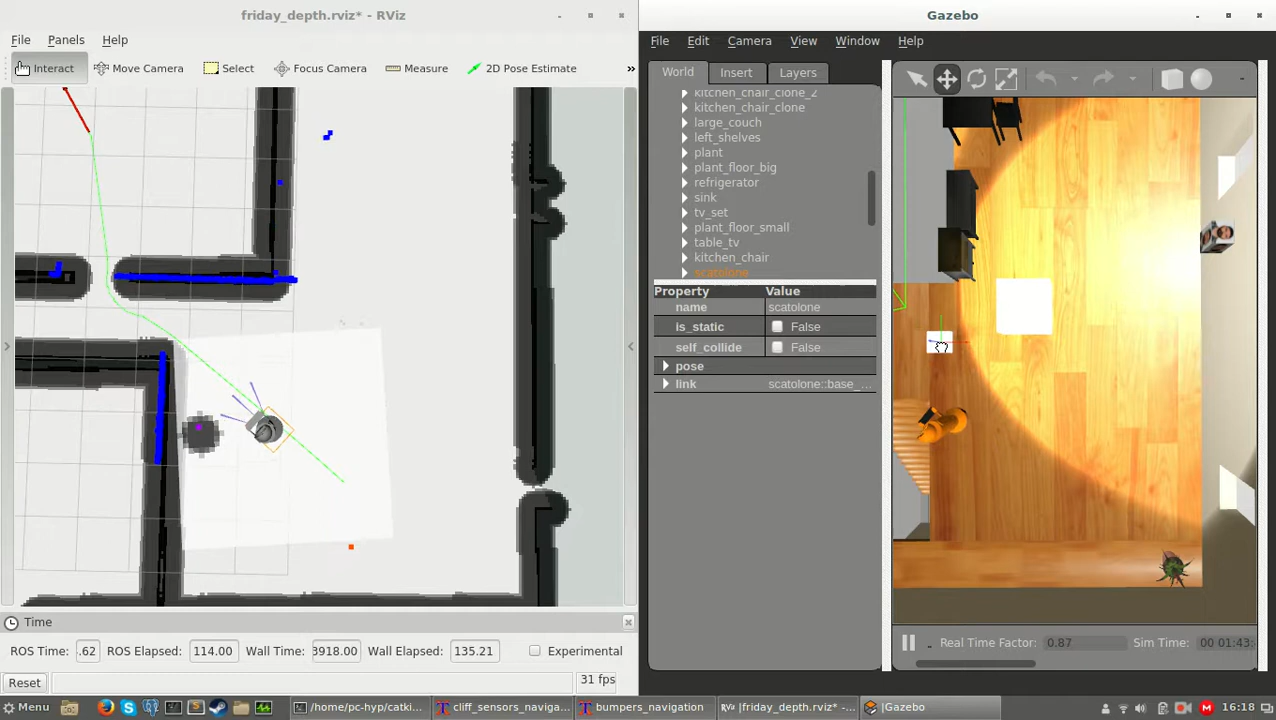 friday_depth.rviz* - RViz
File Panels Help
Interact Move Camera Select Focus Camera Measure 2D Pose Estimate »
Time
ROS Time: .62 ROS Elapsed: 114.00 Wall Time: 3918.00 Wall Elapsed: 135.21 Experimental
Reset 31 fps
Gazebo
File Edit Camera View Window Help
World Insert Layers
kitchen_chair_clone_2
kitchen_chair_clone
large_couch
left_shelves
plant
plant_floor_big
refrigerator
sink
tv_set
plant_floor_small
table_tv
kitchen_chair
scatolone
Property Value
name scatolone
is_static False
self_collide False
pose
link scatolone::base_...
Real Time Factor: 0.87 Sim Time: 00 01:43:
Menu /home/pc-hyp/catki... cliff_sensors_naviga... bumpers_navigation |friday_depth.rviz* -... |Gazebo 16:18